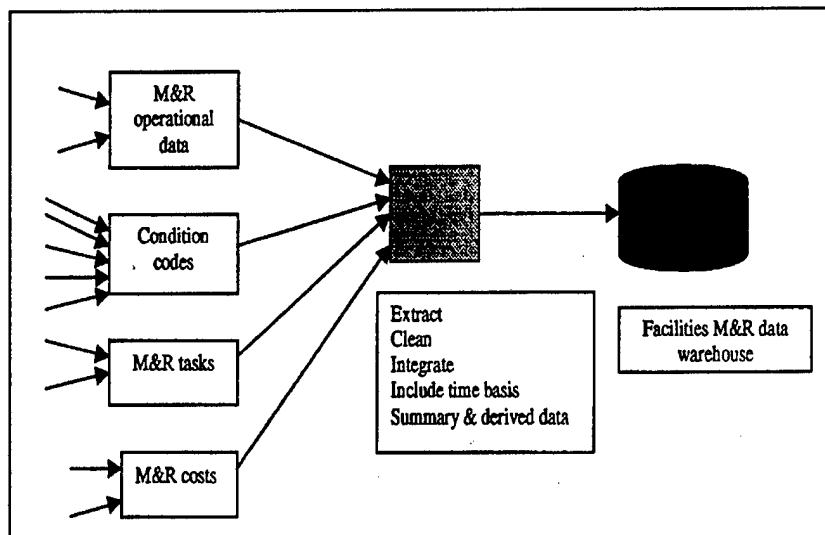 M&R
operational
data
Condition
codes
M&R tasks
M&R costs
Extract
Clean
Integrate
Include time basis
Summary & derived data
Facilities M&R data
warehouse